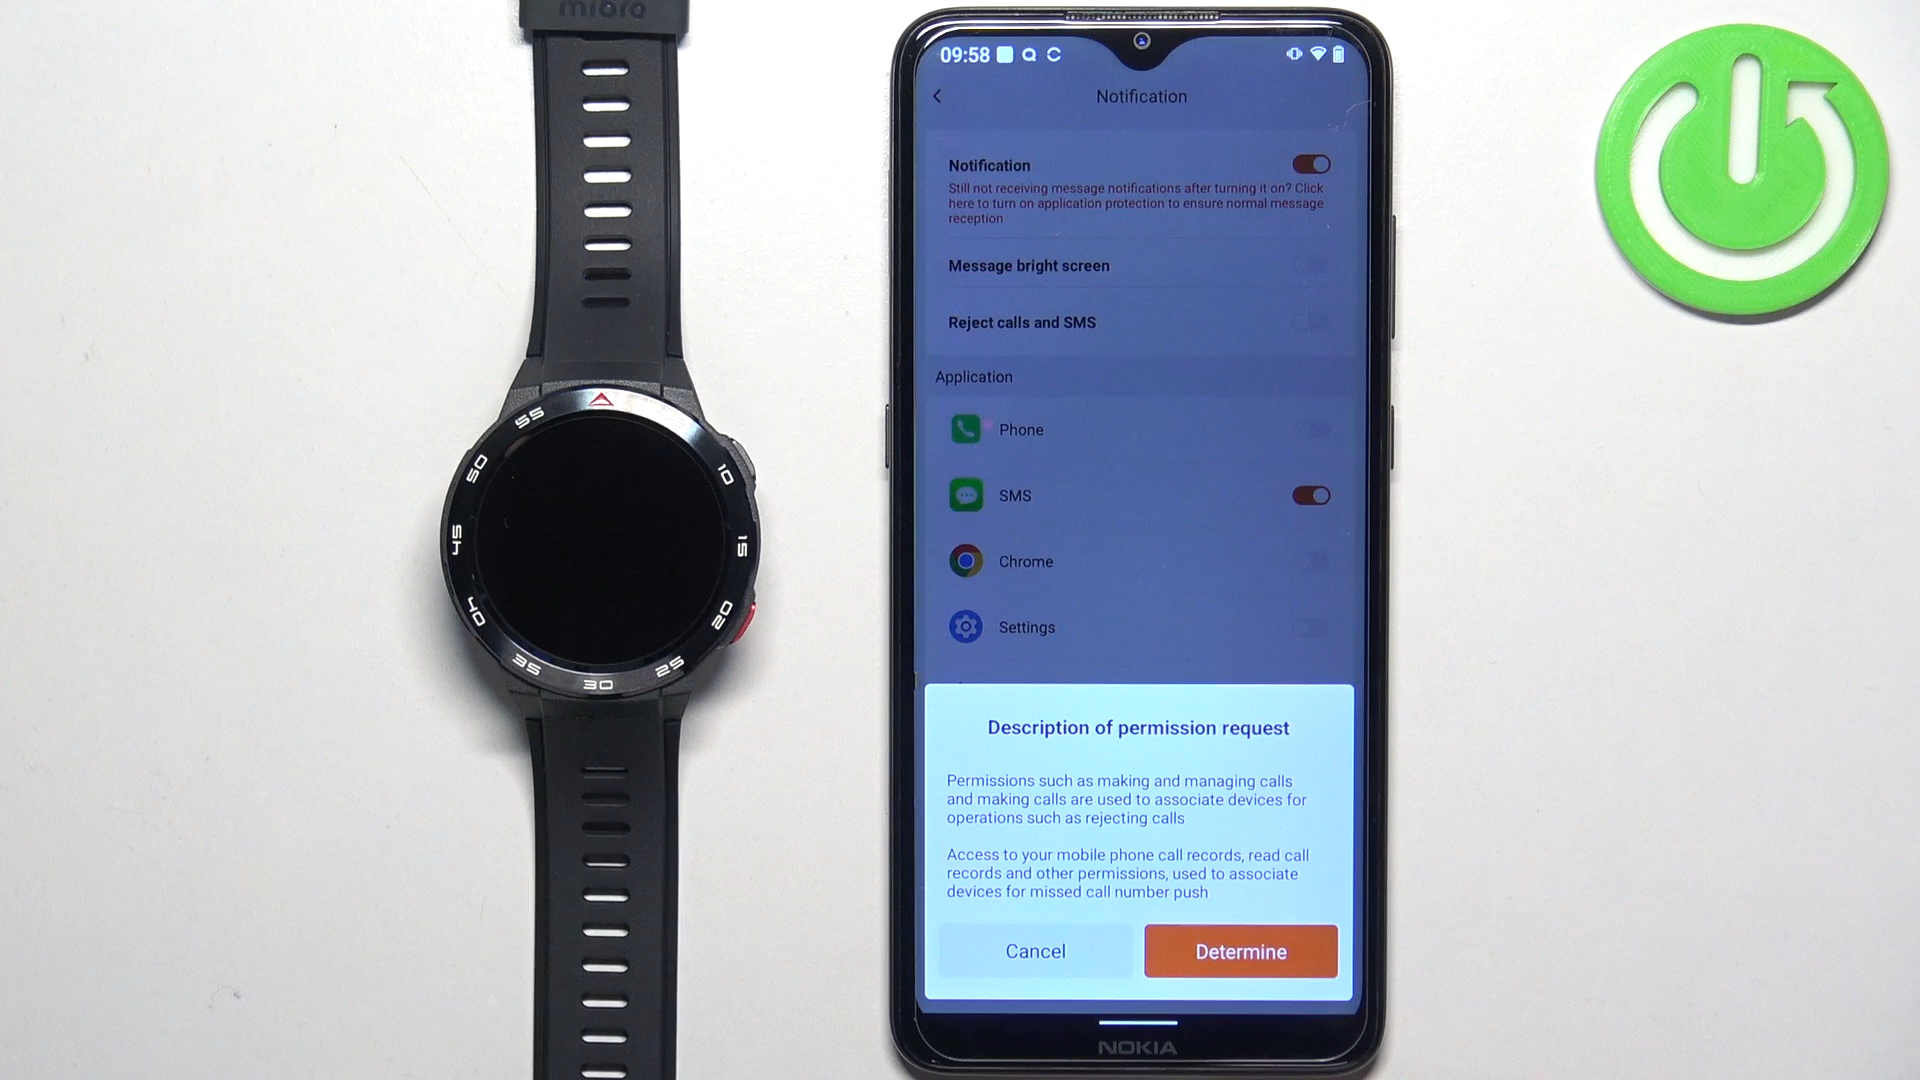 mibro
55
50
45
40
35
30
25
20
15
10
09:58
Notification
Notification
Still not receiving message notifications after turning it on? Click
here to turn on application protection to ensure normal message
reception
Message bright screen
Reject calls and SMS
Application
Phone
SMS
Chrome
Settings
Description of permission request
Permissions such as making and managing calls
and making calls are used to associate devices for
operations such as rejecting calls
Access to your mobile phone call records, read call
records and other permissions, used to associate
devices for missed call number push
Cancel
Determine
NOKIA